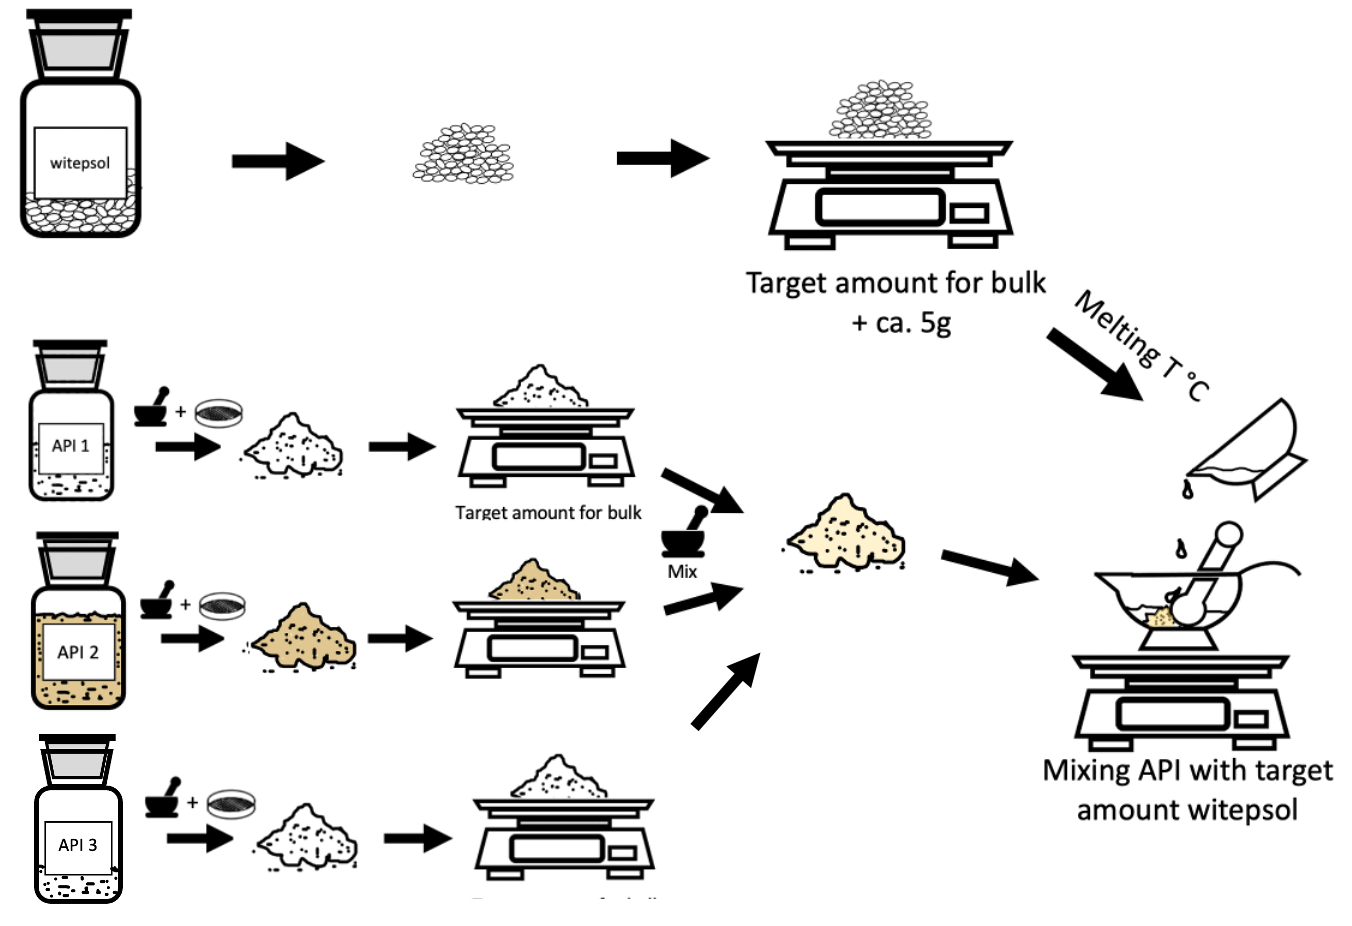 witepsol
Target amount for bulk
+ ca. 5g
Melting T °C
API 1
+
Target amount for bulk
Mix
API 2
+
API 3
+
Mixing API with target
amount witepsol